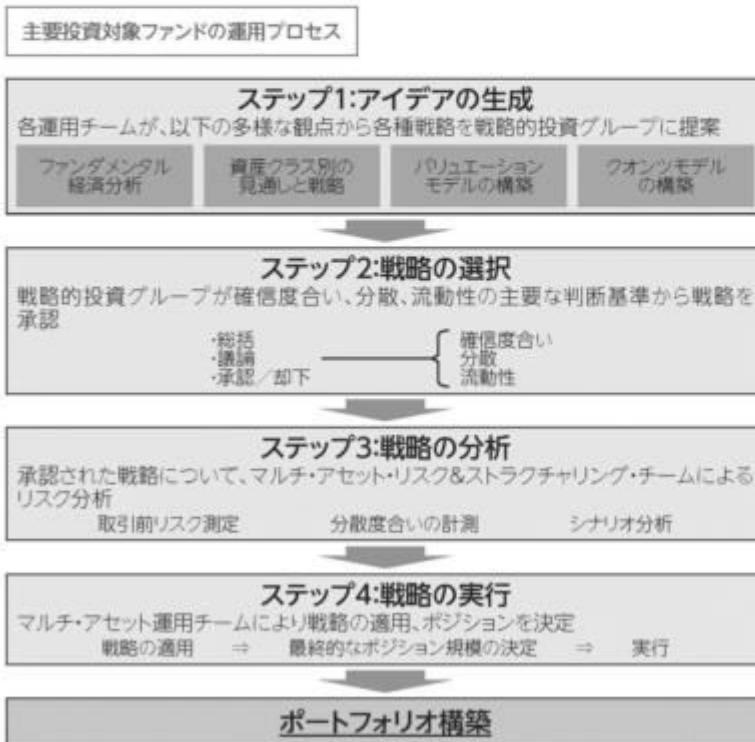 主要投資対象ファンドの運用プロセス
ステップ1:アイデアの生成
各運用チームが、以下の多様な観点から各種戦略を戦略的投資グループに提案
ファンダメンタル
経済分析
資産クラス別の
見通しと戦略
バリュエーション
モデルの構築
クオンツモデル
の構築
ステップ2:戦略の選択
戦略的投資グループが確信度合い、分散、流動性の主要な判断基準から戦略を
承認
・総括
・議論
・承認／却下
確信度合い
分散
流動性
ステップ3:戦略の分析
承認された戦略について、マルチ・アセット・リスク&ストラクチャリング・チームによる
リスク分析
取引前リスク測定 分散度合いの計測 シナリオ分析
ステップ4:戦略の実行
マルチ・アセット運用チームにより戦略の適用、ポジションを決定
戦略の適用 ⇒ 最終的なポジション規模の決定 ⇒ 実行
ポートフォリオ構築